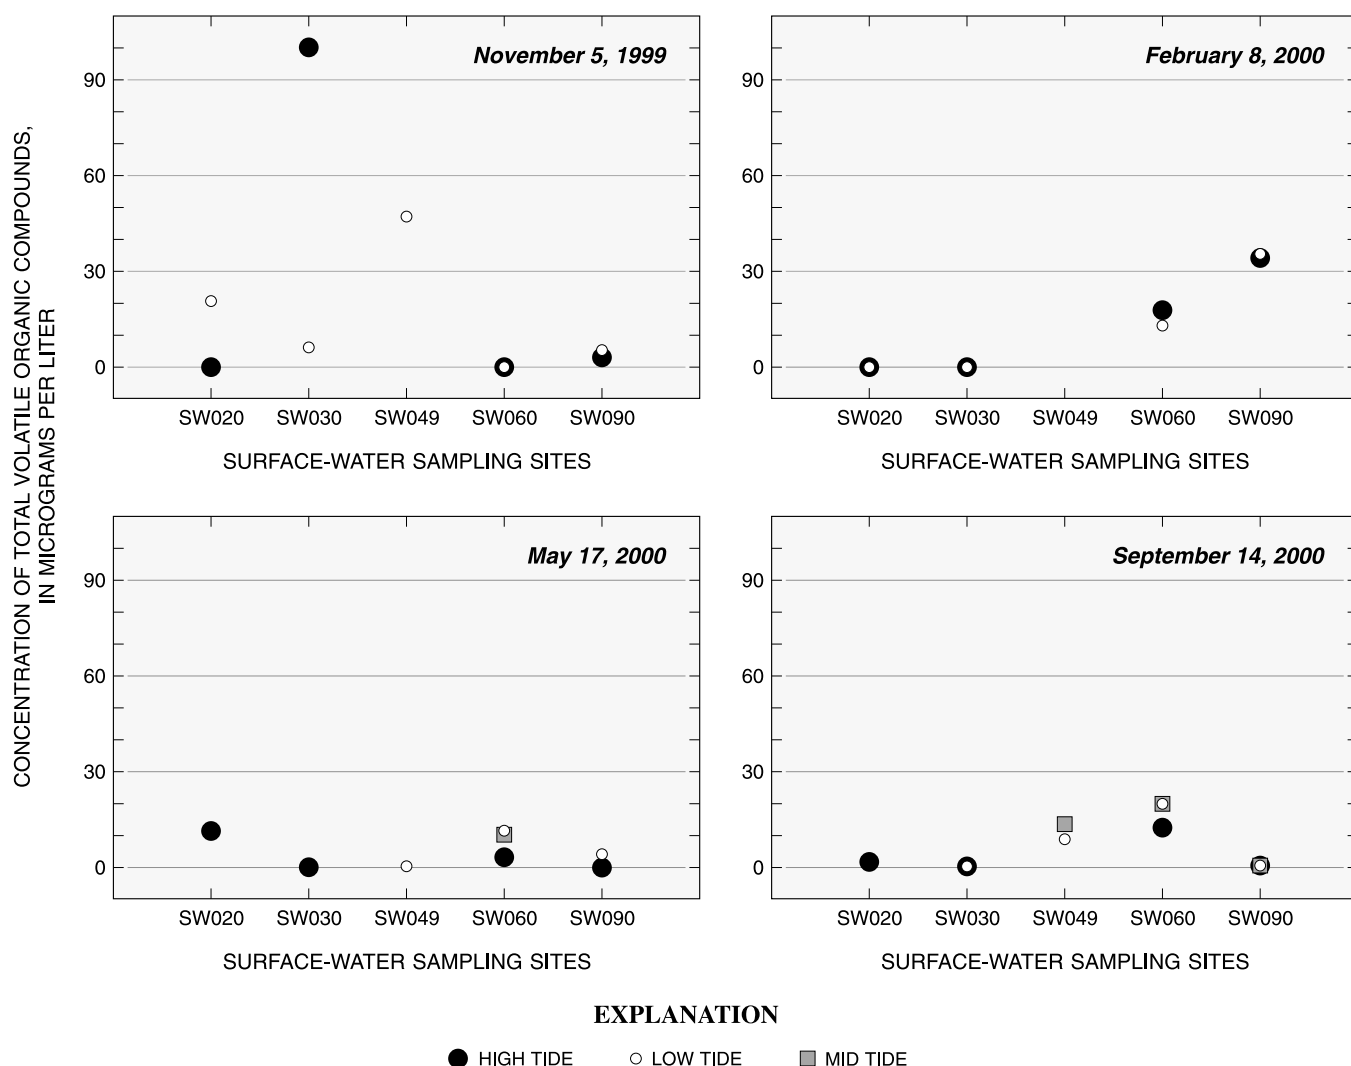 CONCENTRATION OF TOTAL VOLATILE ORGANIC COMPOUNDS,
IN MICROGRAMS PER LITER
November 5, 1999
90
60
30
0
SW020 SW030 SW049 SW060 SW090
SURFACE-WATER SAMPLING SITES
February 8, 2000
90
60
30
0
SW020 SW030 SW049 SW060 SW090
SURFACE-WATER SAMPLING SITES
May 17, 2000
90
60
30
0
SW020 SW030 SW049 SW060 SW090
SURFACE-WATER SAMPLING SITES
September 14, 2000
90
60
30
0
SW020 SW030 SW049 SW060 SW090
SURFACE-WATER SAMPLING SITES
EXPLANATION
HIGH TIDE LOW TIDE MID TIDE